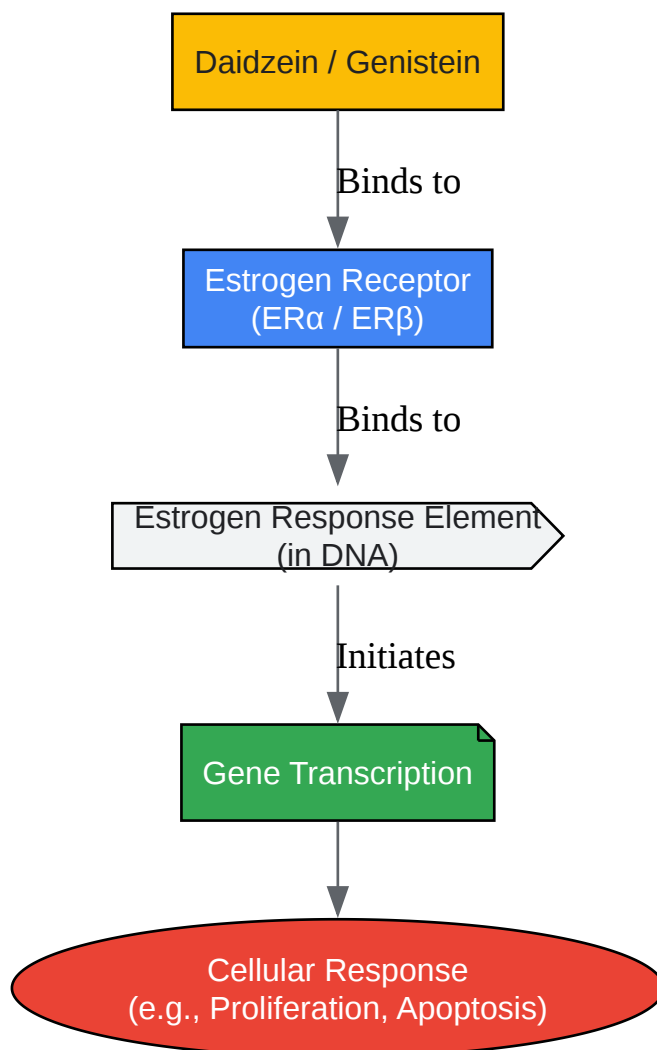 Daidzein / Genistein
Binds to
Estrogen Receptor
(ERα / ERβ)
Binds to
Estrogen Response Element
(in DNA)
Initiates
Gene Transcription
Cellular Response
(e.g., Proliferation, Apoptosis)